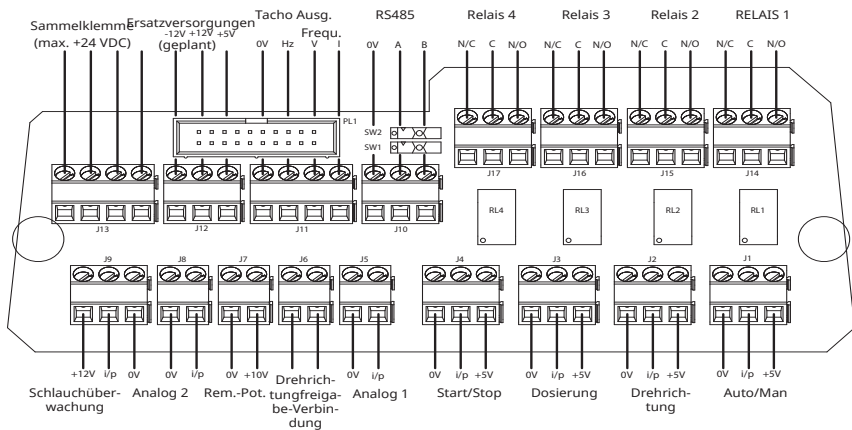 Sammelklemme
(max. +24 VDC)
Ersatzversorgungen
-12V +12V +5V
(geplant)
Tacho Ausg.
Frequ.
0V Hz V I
RS485
0V A B
Relais 4
N/C C N/O
Relais 3
N/C C N/O
Relais 2
N/C C N/O
RELAIS 1
N/C C N/O
PL1
SW2
SW1
J17 J16 J15 J14
J13 J12 J11 J10
RL4 RL3 RL2 RL1
J9 J8 J7 J6 J5 J4 J3 J2 J1
+12V i/p 0V
Schlauchüber-
wachung
0V i/p
Analog 2
0V +10V
Rem.-Pot.
Drehrich-
tungfreiga-
be-Verbin-
dung
0V i/p
Analog 1
0V i/p +5V
Start/Stop
0V i/p +5V
Dosierung
0V i/p +5V
Drehrich-
tung
0V i/p +5V
Auto/Man